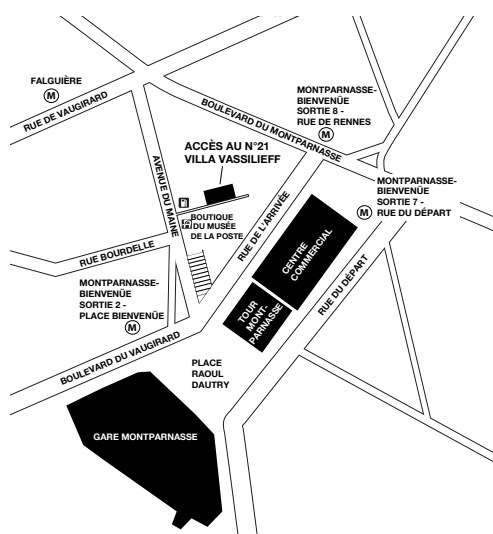 FALGUIÈRE
M
RUE DE VAUGIRARD
BOULEVARD DU MONTPARNASSE
MONTPARNASSE-
BIENVENÜE
SORTIE 8 -
RUE DE RENNES
M
ACCÈS AU N°21
VILLA VASSILIEFF
AVENUE DU MAINE
BOUTIQUE
DU MUSÉE
DE LA POSTE
RUE DE L'ARRIVÉE
MONTPARNASSE-
BIENVENÜE
SORTIE 7 -
RUE DU DÉPART
M
CENTRE
COMMERCIAL
RUE BOURDELLE
MONTPARNASSE-
BIENVENÜE
SORTIE 2 -
PLACE BIENVENÜE
M
TOUR
MONT-
PARNASSE
RUE DU DÉPART
BOULEVARD DU VAUGIRARD
PLACE
RAOUL
DAUTRY
GARE MONTPARNASSE